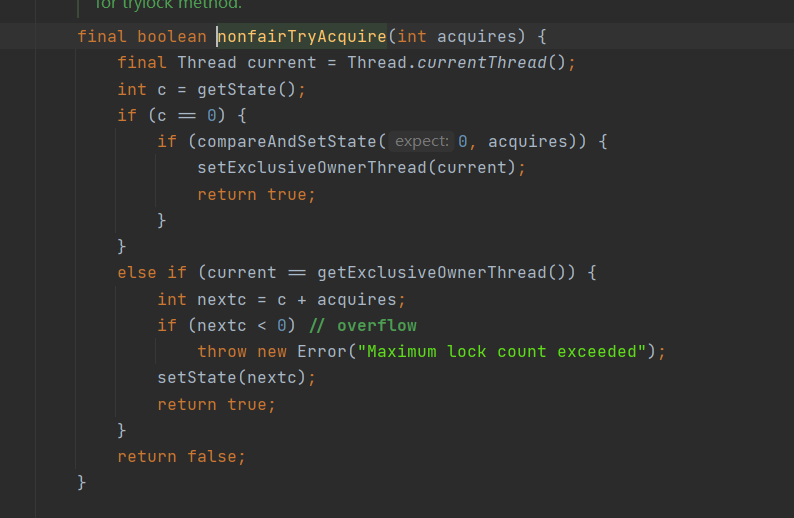 for trylock method.
final boolean nonfairTryAcquire(int acquires) {
    final Thread current = Thread.currentThread();
    int c = getState();
    if (c == 0) {
        if (compareAndSetState( expect: 0, acquires)) {
            setExclusiveOwnerThread(current);
            return true;
        }
    }
    else if (current == getExclusiveOwnerThread()) {
        int nextc = c + acquires;
        if (nextc < 0) // overflow
            throw new Error("Maximum lock count exceeded");
        setState(nextc);
        return true;
    }
    return false;
}